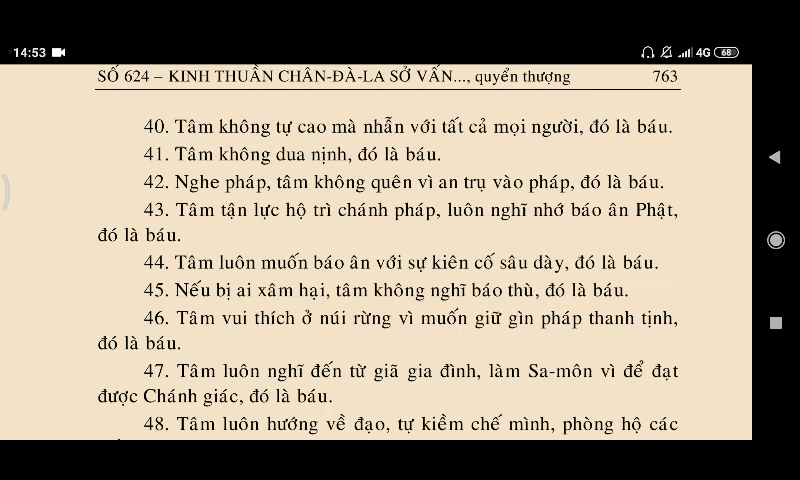 14:53 4G 68
SỐ 624 – KINH THUẦN CHÂN-ĐÀ-LA SỞ VẤN..., quyển thượng 763
40. Tâm không tự cao mà nhẫn với tất cả mọi người, đó là báu.
41. Tâm không dua nịnh, đó là báu.
42. Nghe pháp, tâm không quên vì an trụ vào pháp, đó là báu.
43. Tâm tận lực hộ trì chánh pháp, luôn nghĩ nhớ báo ân Phật,
đó là báu.
44. Tâm luôn muốn báo ân với sự kiên cố sâu dày, đó là báu.
45. Nếu bị ai xâm hại, tâm không nghĩ báo thù, đó là báu.
46. Tâm vui thích ở núi rừng vì muốn giữ gìn pháp thanh tịnh,
đó là báu.
47. Tâm luôn nghĩ đến từ giã gia đình, làm Sa-môn vì để đạt
được Chánh giác, đó là báu.
48. Tâm luôn hướng về đạo, tự kiềm chế mình, phòng hộ các